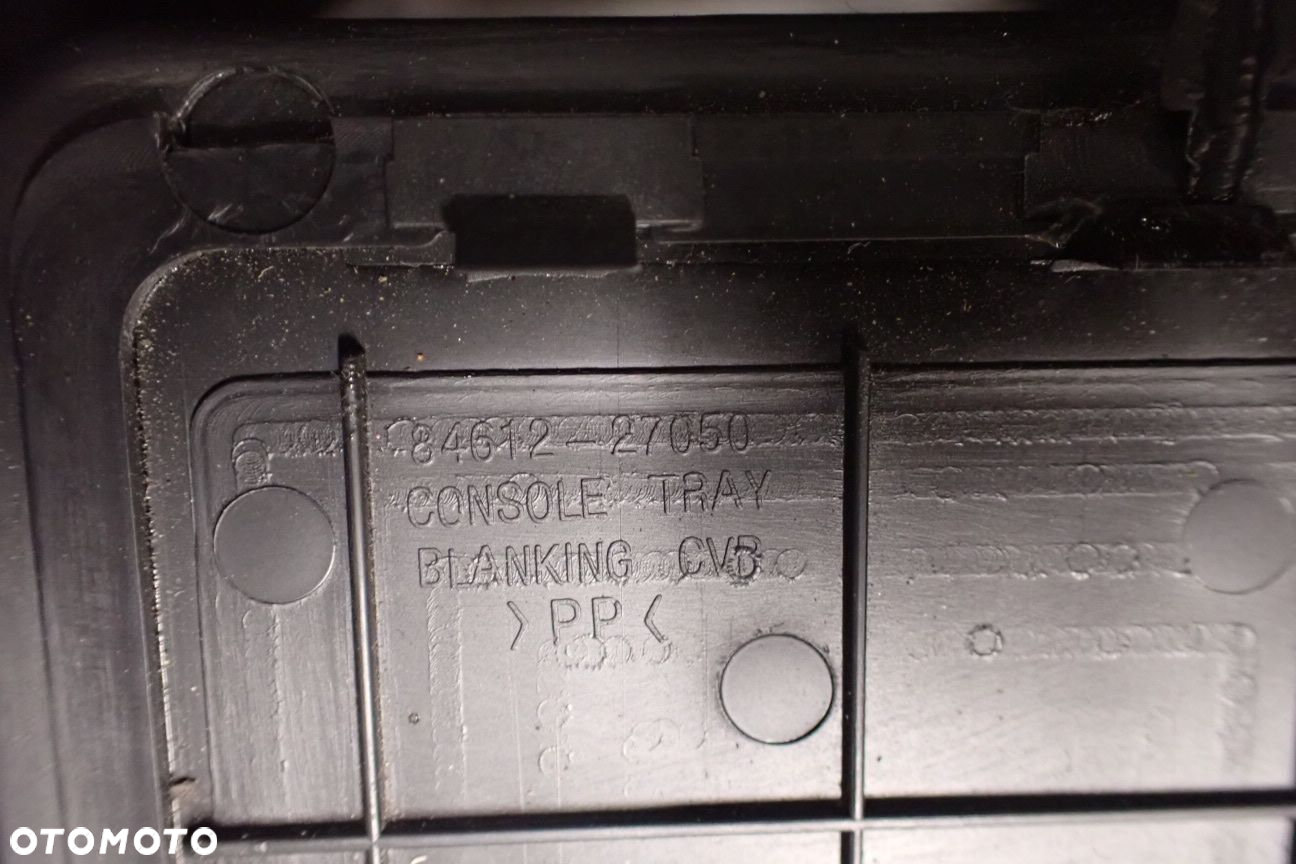 84612-27050
CONSOLE TRAY
BLANKING CVR
>PP<
OTOMOTO